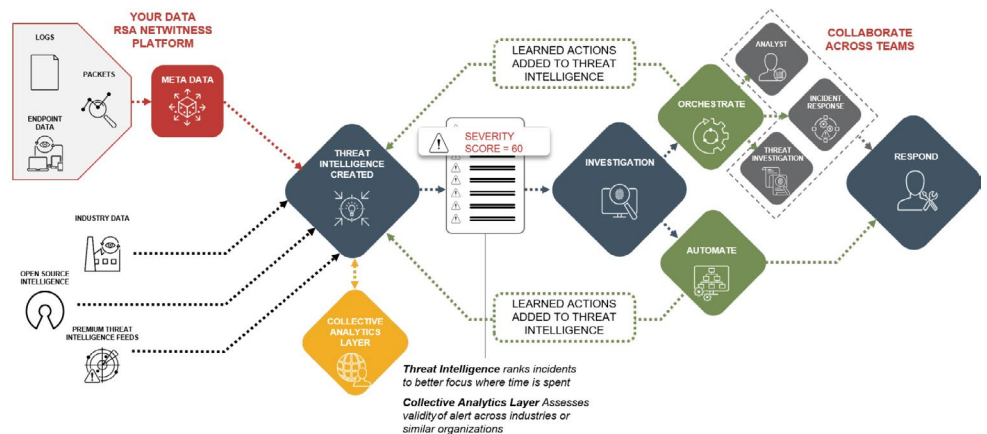 YOUR DATA
RSA NETWITNESS
PLATFORM
LOGS
PACKETS
ENDPOINT
DATA
META DATA
INDUSTRY DATA
OPEN SOURCE
INTELLIGENCE
PREMIUM THREAT
INTELLIGENCE FEEDS
THREAT
INTELLIGENCE
CREATED
COLLECTIVE
ANALYTICS
LAYER
LEARNED ACTIONS
ADDED TO THREAT
INTELLIGENCE
SEVERITY
SCORE = 60
INVESTIGATION
ORCHESTRATE
AUTOMATE
LEARNED ACTIONS
ADDED TO THREAT
INTELLIGENCE
COLLABORATE
ACROSS TEAMS
ANALYST
INCIDENT
RESPONSE
THREAT
INVESTIGATION
RESPOND
Threat Intelligence ranks incidents
to better focus where time is spent
Collective Analytics Layer Assesses
validity of alert across industries or
similar organizations